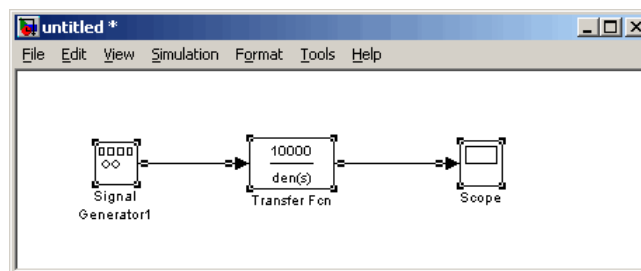 untitled *
File Edit View Simulation Format Tools Help
10000
den(s)
Signal
Generator1
Transfer Fcn
Scope